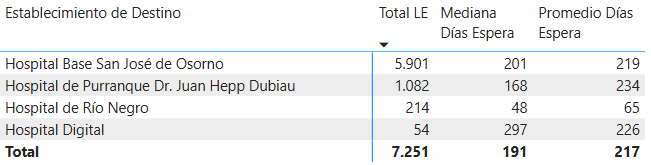 Establecimiento de Destino Total LE Mediana Días Espera Promedio Días Espera
Hospital Base San José de Osorno 5.901 201 219
Hospital de Purranque Dr. Juan Hepp Dubiau 1.082 168 234
Hospital de Río Negro 214 48 65
Hospital Digital 54 297 226
Total 7.251 191 217